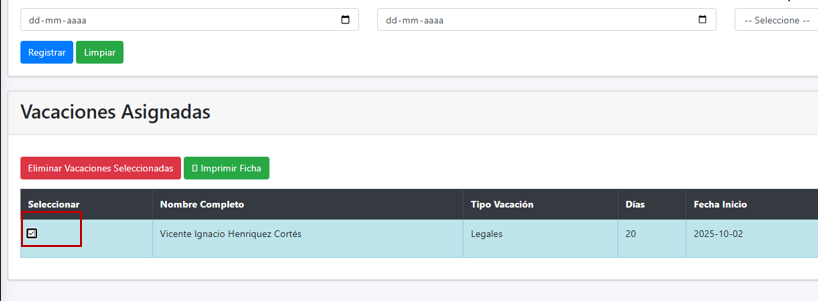 dd-mm-aaaa dd-mm-aaaa -- Seleccione --
Registrar Limpiar
Vacaciones Asignadas
Eliminar Vacaciones Seleccionadas Imprimir Ficha
Seleccionar Nombre Completo Tipo Vacación Días Fecha Inicio
Vicente Ignacio Henriquez Cortés Legales 20 2025-10-02